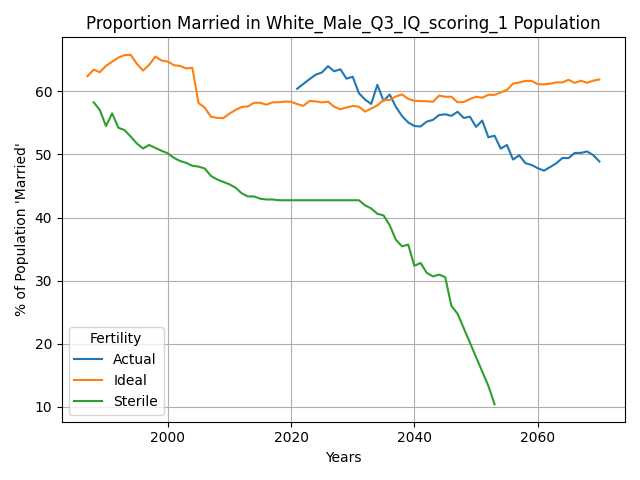 Proportion Married in White_Male_Q3_IQ_scoring_1 Population
% of Population 'Married'
60
50
40
30
20
10
Fertility
Actual
Ideal
Sterile
2000 2020 2040 2060
Years